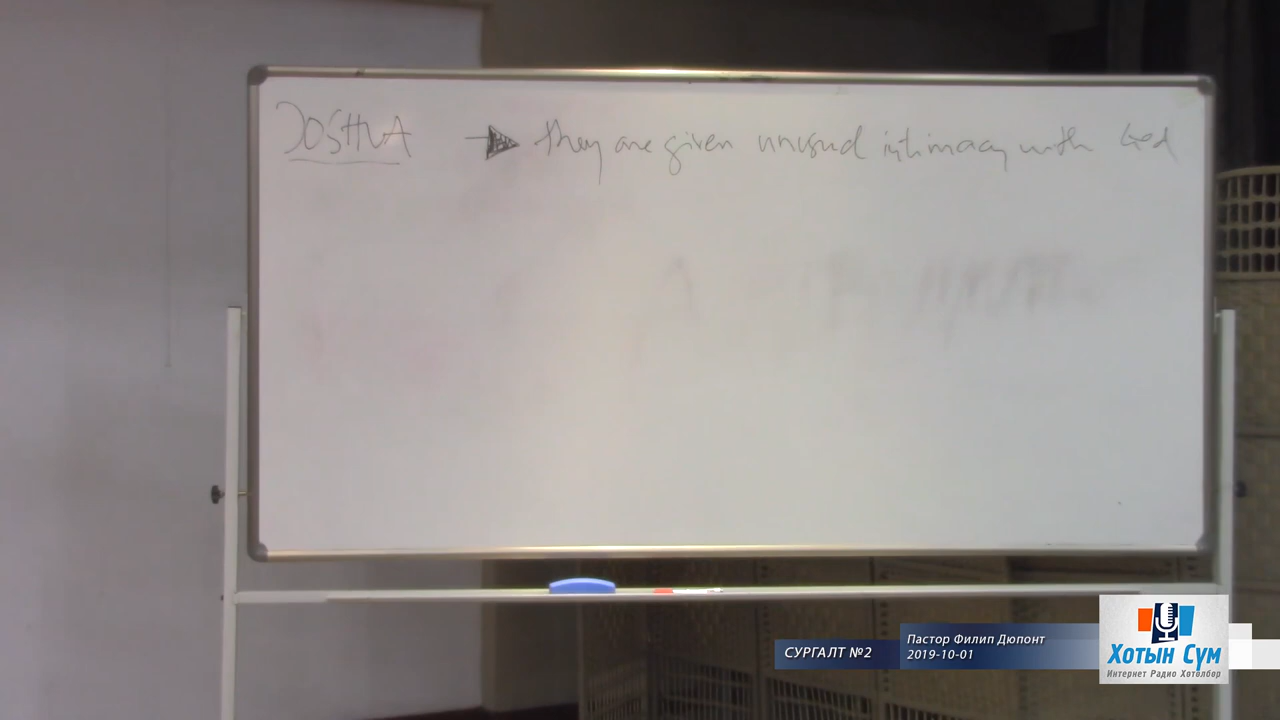 JOSHUA → they are given unusual intimacy with God
СУРГАЛТ №2
Пастор Филип Дюпонт
2019-10-01
Хотын Сум
Интернет Радио Хөтөлбөр